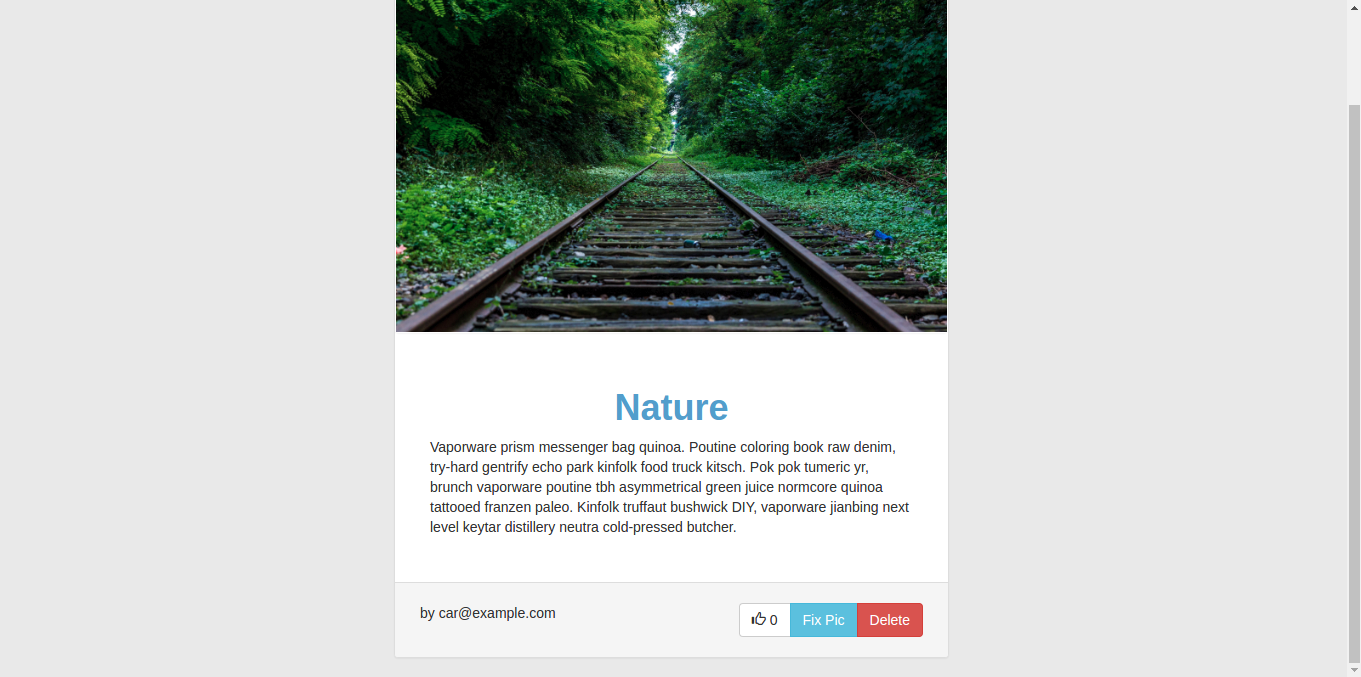 Nature
Vaporware prism messenger bag quinoa. Poutine coloring book raw denim,
try-hard gentrify echo park kinfolk food truck kitsch. Pok pok tumeric yr,
brunch vaporware poutine tbh asymmetrical green juice normcore quinoa
tattooed franzen paleo. Kinfolk truffaut bushwick DIY, vaporware jianbing next
level keytar distillery neutra cold-pressed butcher.
by car@example.com
0 Fix Pic Delete